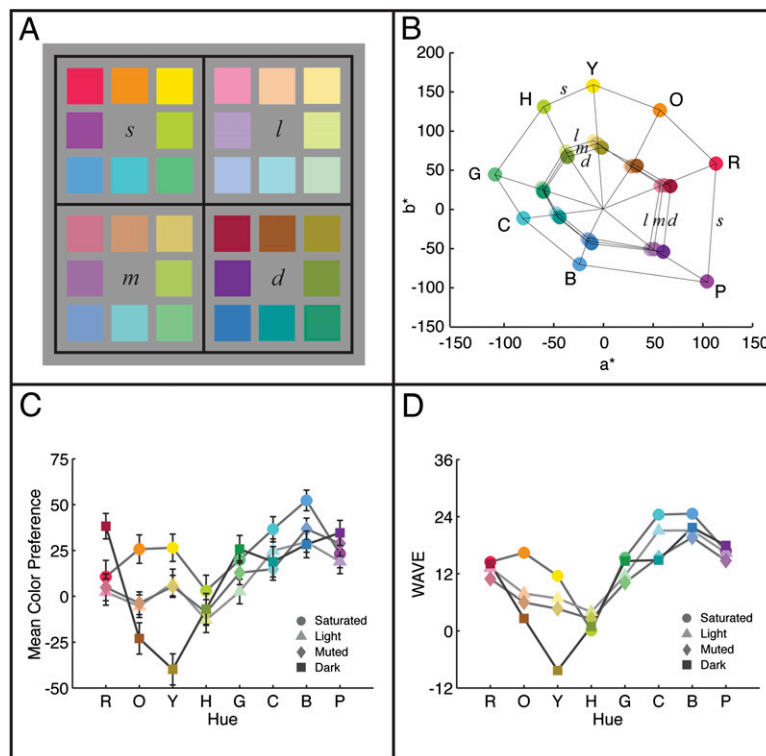 A
s
l
m
d
B
200
150
100
50
0
-50
-100
-150
-150
-100
-50
0
50
100
150
b*
a*
Y
H
s
O
l
m
d
R
G
C
l m d
s
B
P
C
75
50
25
0
-25
-50
Mean Color Preference
Saturated
Light
Muted
Dark
R O Y H G C B P
Hue
D
36
24
12
0
-12
WAVE
Saturated
Light
Muted
Dark
R O Y H G C B P
Hue